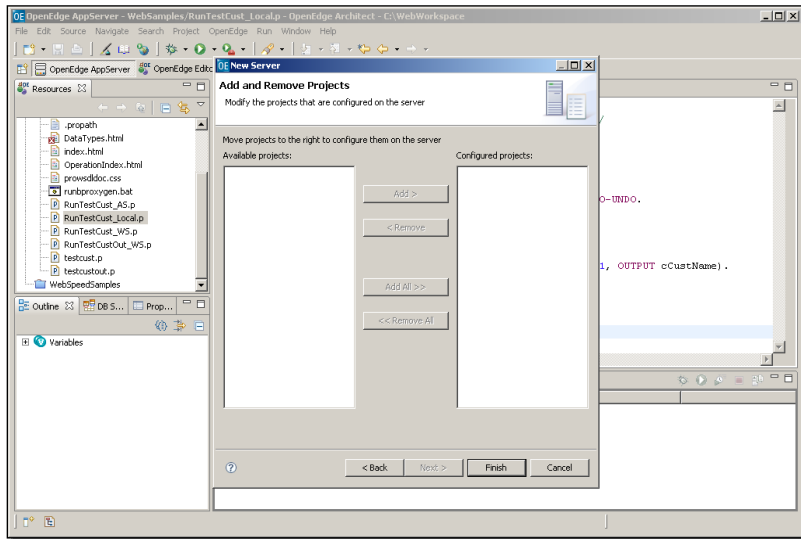 OpenEdge AppServer - WebSamples/RunTestCust_Local.p - OpenEdge Architect - C:\WebWorkspace
File Edit Source Navigate Search Project OpenEdge Run Window Help
OpenEdge AppServer OpenEdge Edito
Resources
.propath
DataTypes.html
index.html
OperationIndex.html
prowsdldoc.css
runbproxygen.bat
RunTestCust_AS.p
RunTestCust_Local.p
RunTestCust_WS.p
RunTestCustOut_WS.p
testcust.p
testcustout.p
WebSpeedSamples
Outline DB S... Prop...
Variables
New Server
Add and Remove Projects
Modify the projects that are configured on the server
Move projects to the right to configure them on the server
Available projects:
Configured projects:
Add >
< Remove
Add All >>
<< Remove All
< Back Next > Finish Cancel
/
O-UNDO.
1, OUTPUT cCustName).